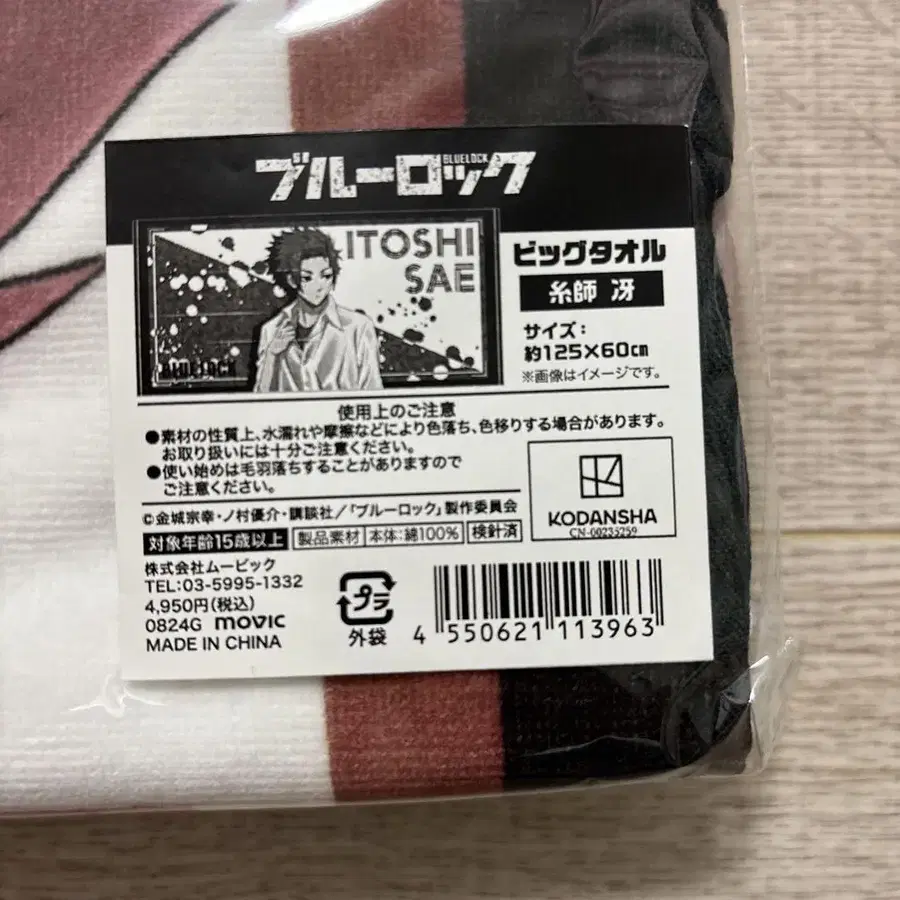 ブルーロック
BLUELOCK
ITOSHI
SAE
BLUELOCK
ビッグタオル
糸師 冴
サイズ：
約125×60㎝
※画像はイメージです。
使用上のご注意
●素材の性質上、水濡れや摩擦などにより色落ち、色移りする場合があります。
お取り扱いには十分ご注意ください。
●使い始めは毛羽落ちすることがありますので
ご注意ください。
©金城宗幸・ノ村優介・講談社／「ブルーロック」製作委員会
対象年齢15歳以上 製品素材 本体：綿100% 検針済
KODANSHA
CN-00235259
株式会社ムービック
TEL:03-5995-1332
4,950円(税込)
0824G movic
MADE IN CHINA
プラ
外袋
4 550621 113963